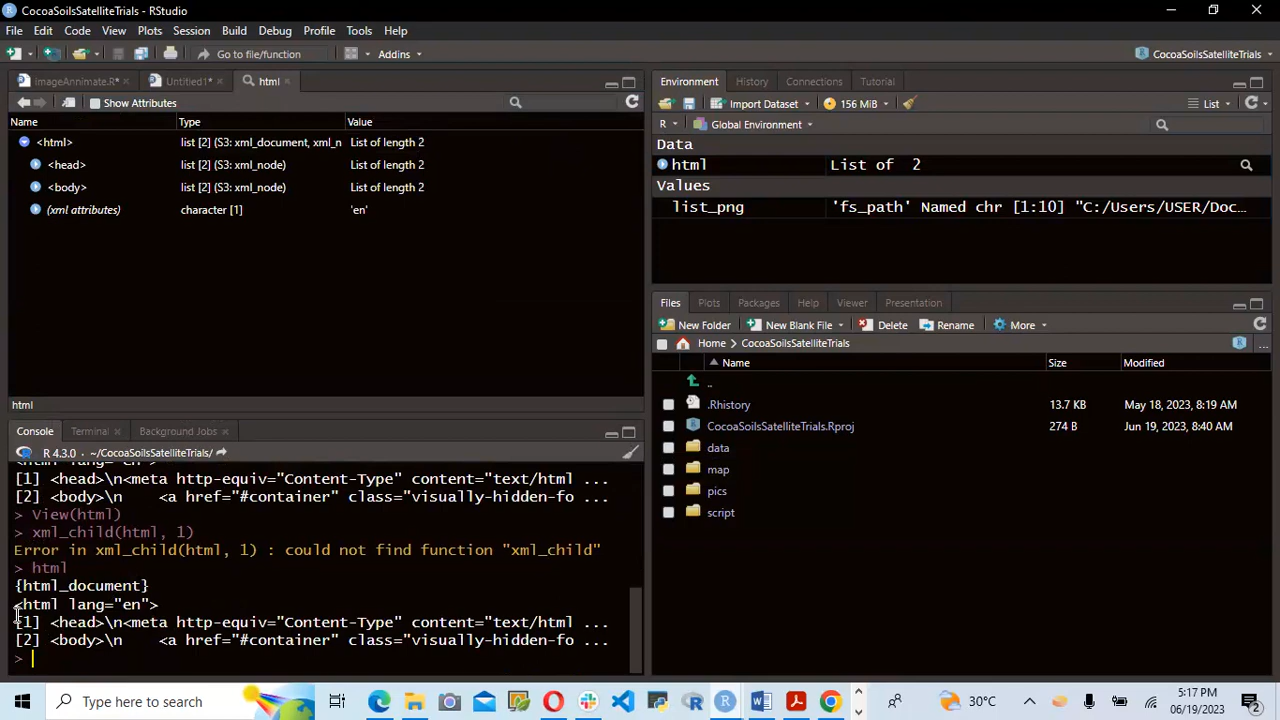 CocoaSoilsSatelliteTrials - RStudio
File Edit Code View Plots Session Build Debug Profile Tools Help
Go to file/function Addins CocoaSoilsSatelliteTrials
imageAnnimate.R* Untitled1* html
Show Attributes
Name Type Value
<html> list [2] (S3: xml_document, xml_n List of length 2
<head> list [2] (S3: xml_node) List of length 2
<body> list [2] (S3: xml_node) List of length 2
(xml attributes) character [1] 'en'
html
Environment History Connections Tutorial
Import Dataset 156 MiB List
R Global Environment
Data
html List of 2
Values
list_png 'fs_path' Named chr [1:10] "C:/Users/USER/Doc...
Files Plots Packages Help Viewer Presentation
New Folder New Blank File Delete Rename More
Home CocoaSoilsSatelliteTrials ...
Name Size Modified
..
.Rhistory 13.7 KB May 18, 2023, 8:19 AM
CocoaSoilsSatelliteTrials.Rproj 274 B Jun 19, 2023, 8:40 AM
data
map
pics
script
Console Terminal Background Jobs
R 4.3.0 · ~/CocoaSoilsSatelliteTrials/
<html lang="en">
[1] <head>\n<meta http-equiv="Content-Type" content="text/html ...
[2] <body>\n    <a href="#container" class="visually-hidden-fo ...
> View(html)
> xml_child(html, 1)
Error in xml_child(html, 1) : could not find function "xml_child"
> html
{html_document}
<html lang="en">
[1] <head>\n<meta http-equiv="Content-Type" content="text/html ...
[2] <body>\n    <a href="#container" class="visually-hidden-fo ...
>
Type here to search
30°C
5:17 PM
06/19/2023
2